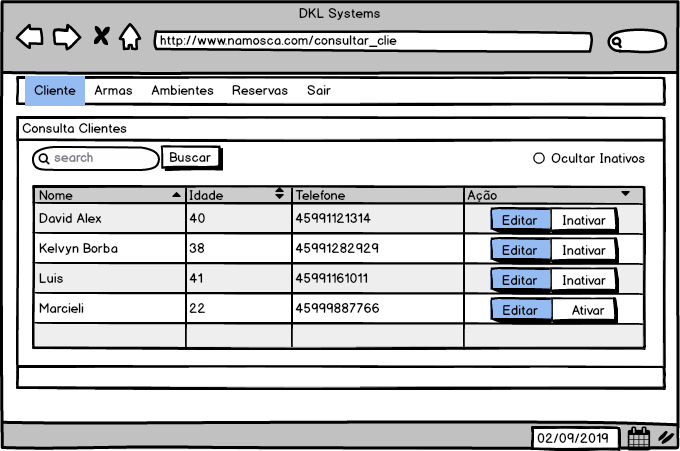 DKL Systems
http://www.namosca.com/consultar_clie
Cliente Armas Ambientes Reservas Sair
Consulta Clientes
search Buscar Ocultar Inativos
Nome Idade Telefone Ação
David Alex 40 45991121314 Editar Inativar
Kelvyn Borba 38 45991282929 Editar Inativar
Luis 41 45991161011 Editar Inativar
Marcieli 22 45999887766 Editar Ativar
02/09/2019